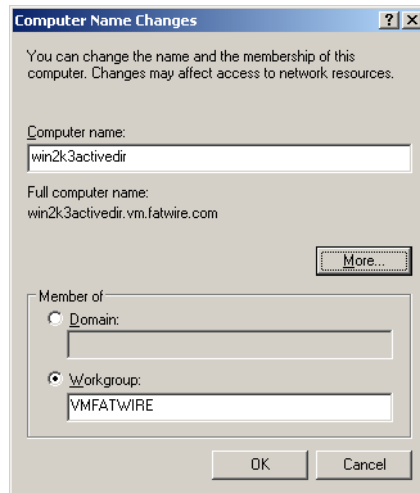 Computer Name Changes
You can change the name and the membership of this
computer. Changes may affect access to network resources.
Computer name:
win2k3activedir
Full computer name:
win2k3activedir.vm.fatwire.com
More...
Member of
Domain:
Workgroup:
VMFATWIRE
OK Cancel